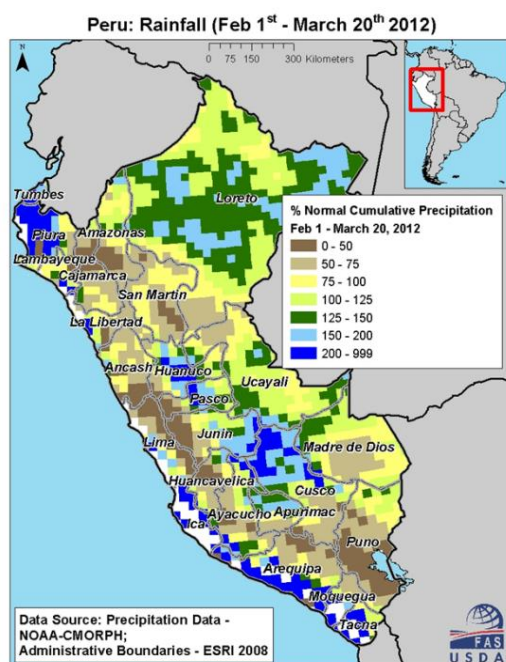 Peru: Rainfall (Feb 1st - March 20th 2012)
N
0 75 150 300 Kilometers
Tumbes
Piura
Lambayeque
Amazonas
Loreto
Cajamarca
San Martin
La Libertad
Ancash
Huanuco
Ucayali
Pasco
Lima
Junin
Madre de Dios
Huancavelica
Cusco
Ica
Ayacucho
Apurimac
Puno
Arequipa
Moquegua
Tacna
% Normal Cumulative Precipitation
Feb 1 - March 20, 2012
0 - 50
50 - 75
75 - 100
100 - 125
125 - 150
150 - 200
200 - 999
Data Source: Precipitation Data -
NOAA-CMORPH;
Administrative Boundaries - ESRI 2008
FAS
USDA